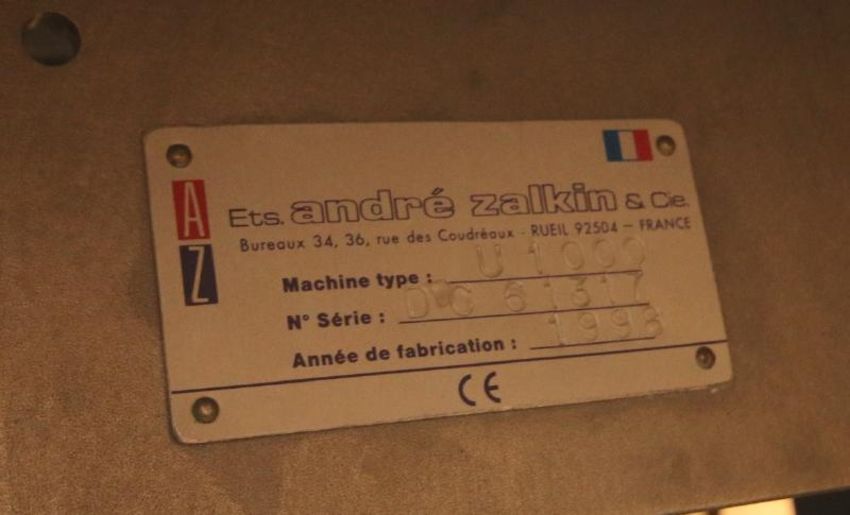 A
Z
Ets. andré zalkin & Cie.
Bureaux 34, 36, rue des Coudréaux - RUEIL 92504 – FRANCE
Machine type : U 1000
N° Série : DC 61317
Année de fabrication : 1998
CE